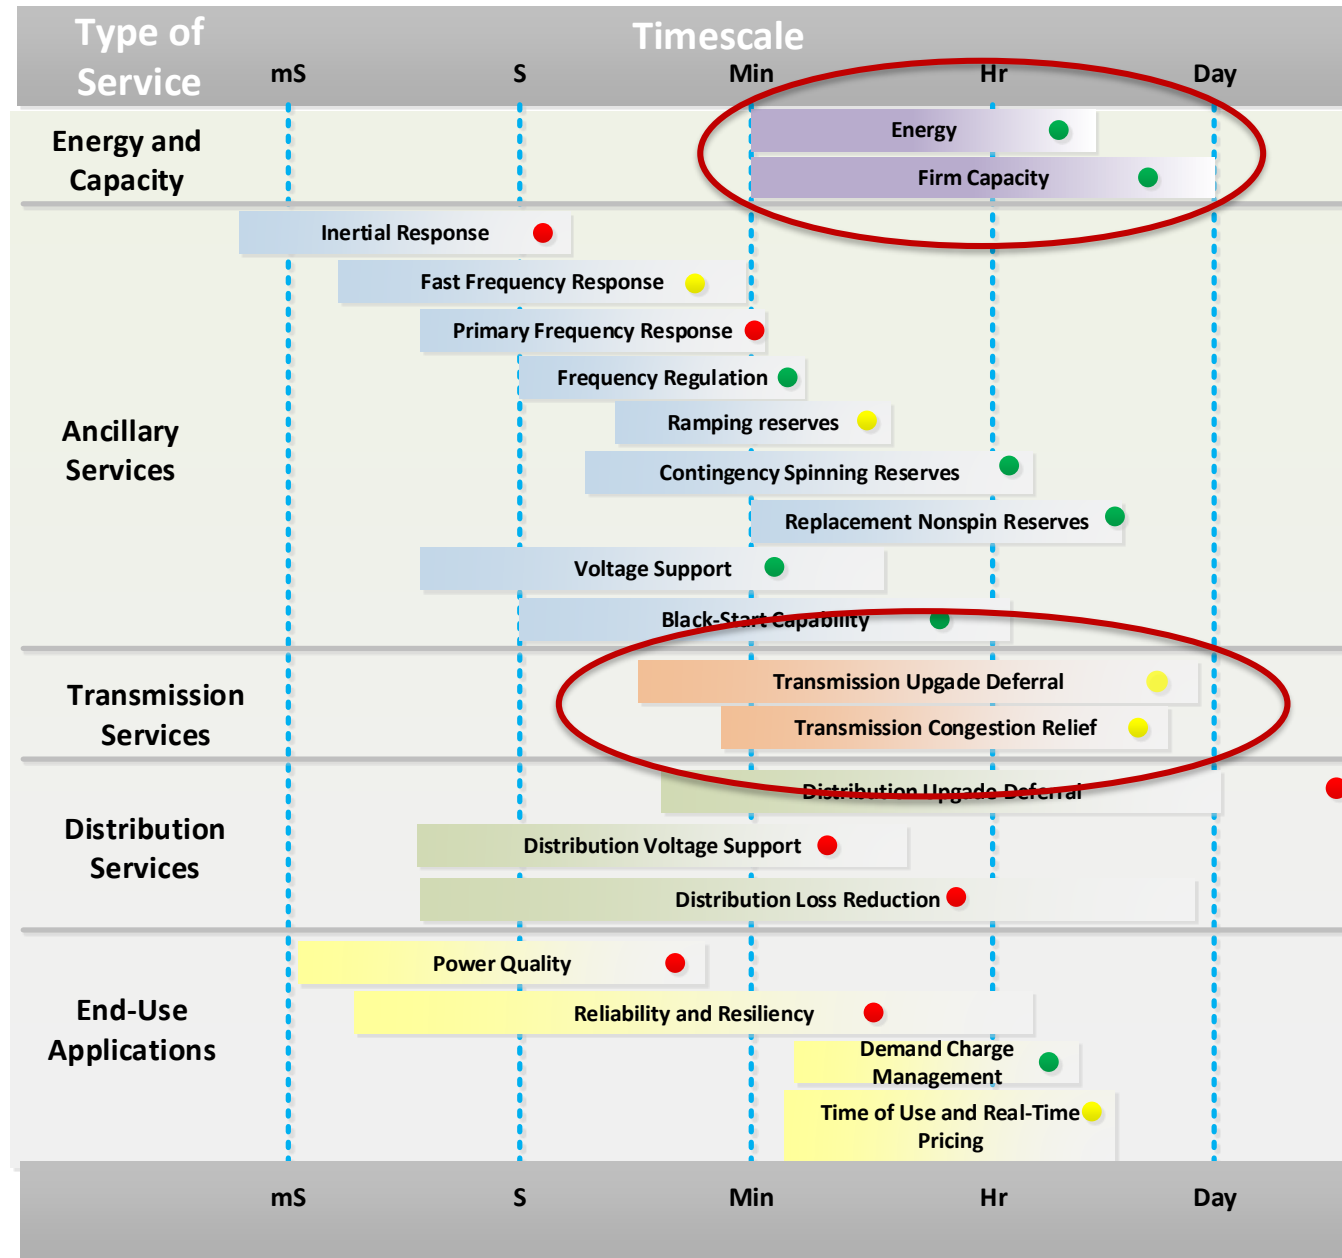 Type of
Service
Timescale
mS S Min Hr Day
Energy and
Capacity
Energy
Firm Capacity
Inertial Response
Fast Frequency Response
Primary Frequency Response
Frequency Regulation
Ancillary
Services
Ramping reserves
Contingency Spinning Reserves
Replacement Nonspin Reserves
Voltage Support
Black-Start Capability
Transmission
Services
Transmission Upgade Deferral
Transmission Congestion Relief
Distribution
Services
Distribution Upgade Deferral
Distribution Voltage Support
Distribution Loss Reduction
End-Use
Applications
Power Quality
Reliability and Resiliency
Demand Charge
Management
Time of Use and Real-Time
Pricing
mS S Min Hr Day